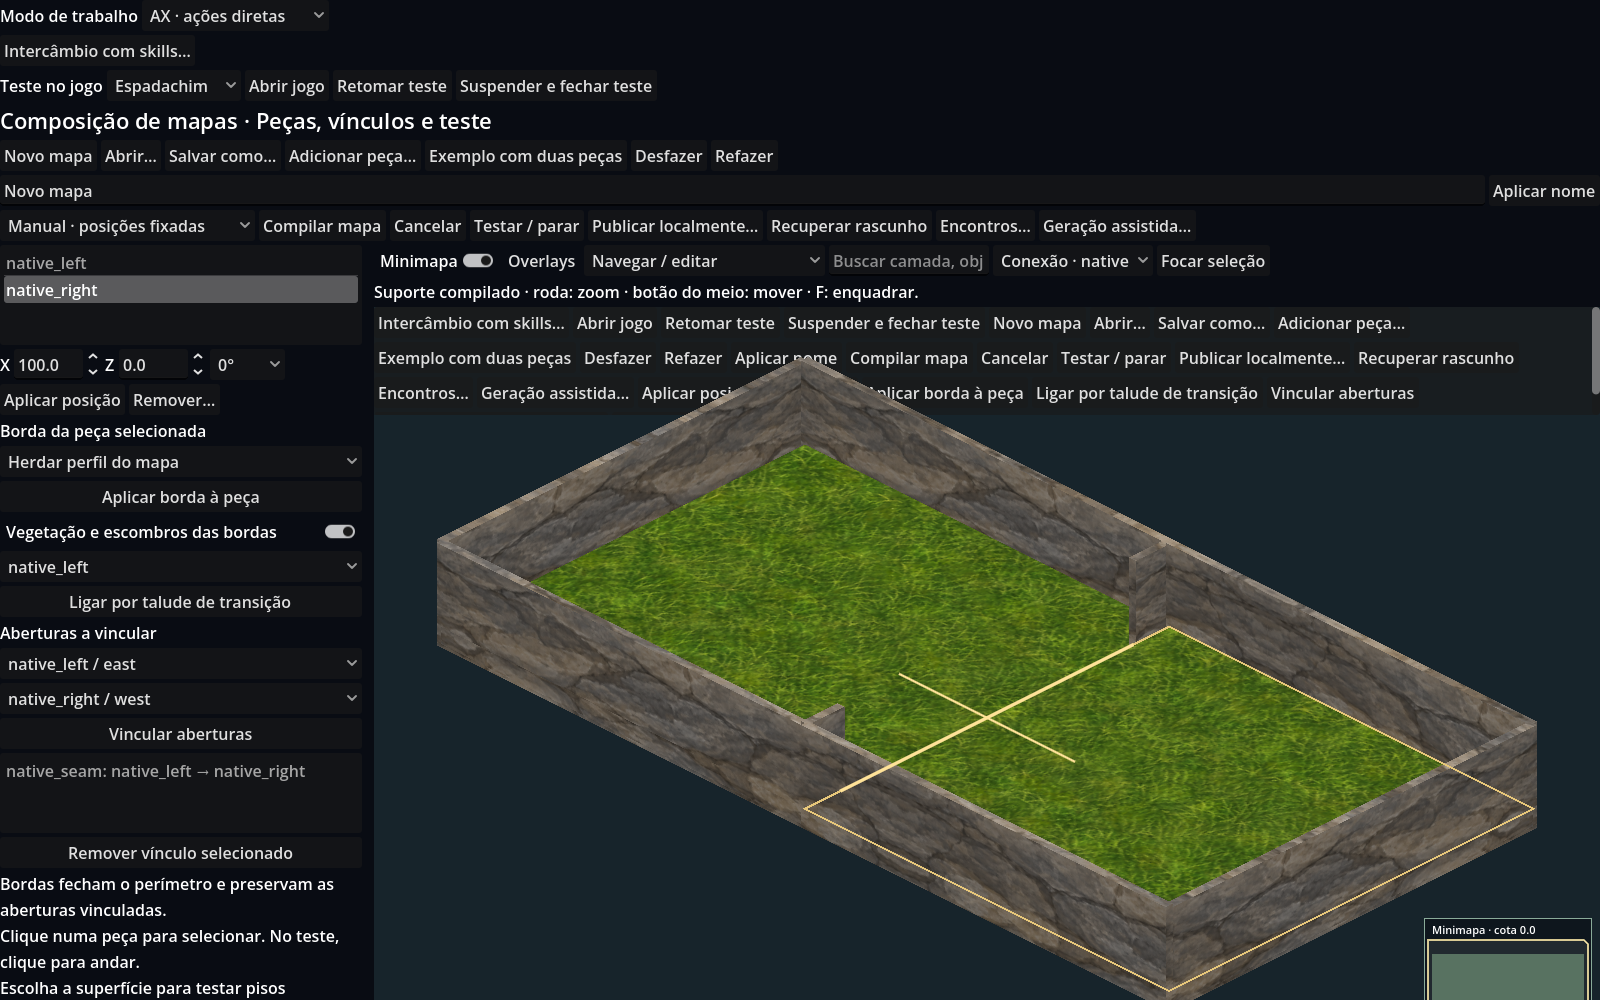 Modo de trabalho AX · ações diretas
Intercâmbio com skills...
Teste no jogo Espadachim Abrir jogo Retomar teste Suspender e fechar teste
Composição de mapas · Peças, vínculos e teste
Novo mapa Abrir... Salvar como... Adicionar peça... Exemplo com duas peças Desfazer Refazer
Novo mapa Aplicar nome
Manual · posições fixadas Compilar mapa Cancelar Testar / parar Publicar localmente... Recuperar rascunho Encontros... Geração assistida...
native_left
native_right
X 100.0 Z 0.0 0°
Aplicar posição Remover...
Borda da peça selecionada
Herdar perfil do mapa
Aplicar borda à peça
Vegetação e escombros das bordas
native_left
Ligar por talude de transição
Aberturas a vincular
native_left / east
native_right / west
Vincular aberturas
native_seam: native_left → native_right
Remover vínculo selecionado
Bordas fecham o perímetro e preservam as
aberturas vinculadas.
Clique numa peça para selecionar. No teste,
clique para andar.
Escolha a superfície para testar pisos
Minimapa Overlays Navegar / editar Buscar camada, obj Conexão · native Focar seleção
Suporte compilado · roda: zoom · botão do meio: mover · F: enquadrar.
Intercâmbio com skills... Abrir jogo Retomar teste Suspender e fechar teste Novo mapa Abrir... Salvar como... Adicionar peça...
Exemplo com duas peças Desfazer Refazer Aplicar nome Compilar mapa Cancelar Testar / parar Publicar localmente... Recuperar rascunho
Encontros... Geração assistida... Aplicar borda à peça Ligar por talude de transição Vincular aberturas
Minimapa · cota 0.0